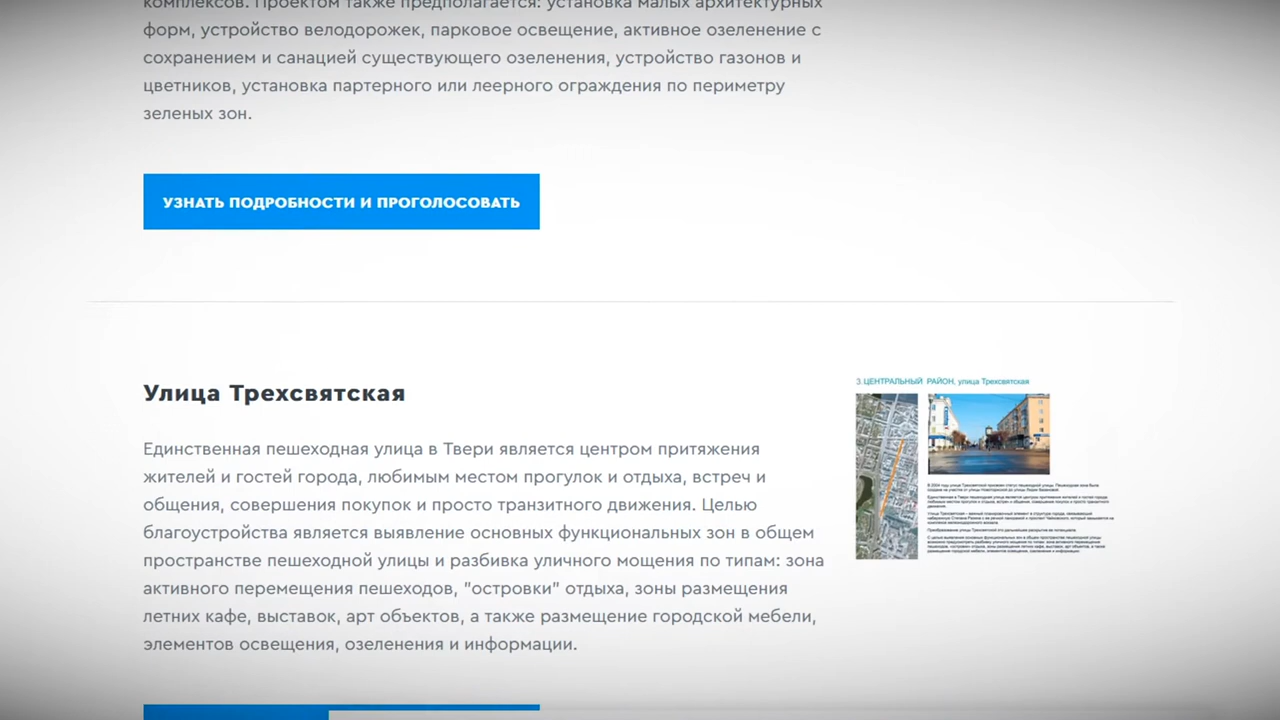 комплексов. Проектом также предполагается: установка малых архитектурных
форм, устройство велодорожек, парковое освещение, активное озеленение с
сохранением и санацией существующего озеленения, устройство газонов и
цветников, установка партерного или леерного ограждения по периметру
зеленых зон.
УЗНАТЬ ПОДРОБНОСТИ И ПРОГОЛОСОВАТЬ
Улица Трехсвятская
Единственная пешеходная улица в Твери является центром притяжения
жителей и гостей города, любимым местом прогулок и отдыха, встреч и
общения, совершения покупок и просто транзитного движения. Целью
благоустройства является выявление основных функциональных зон в общем
пространстве пешеходной улицы и разбивка уличного мощения по типам: зона
активного перемещения пешеходов, "островки" отдыха, зоны размещения
летних кафе, выставок, арт объектов, а также размещение городской мебели,
элементов освещения, озеленения и информации.
3.ЦЕНТРАЛЬНЫЙ РАЙОН, улица Трехсвятская